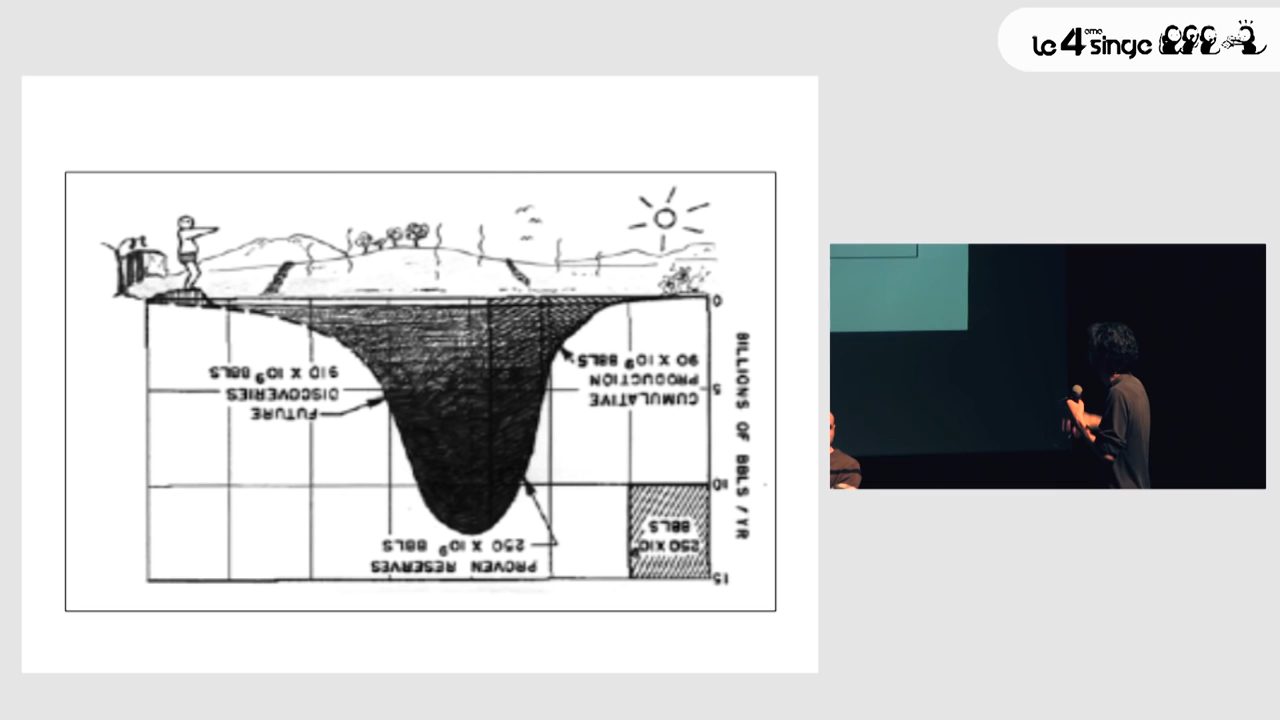 le 4ème singe
910 X 10⁹ BBLS
DISCOVERIES
FUTURE
90 X 10⁹ BBLS
PRODUCTION
CUMULATIVE
0
5
10
15
BILLIONS OF BBLS/YR
250 X 10⁹ BBLS
PROVEN RESERVES
BBLS
250 X10⁹